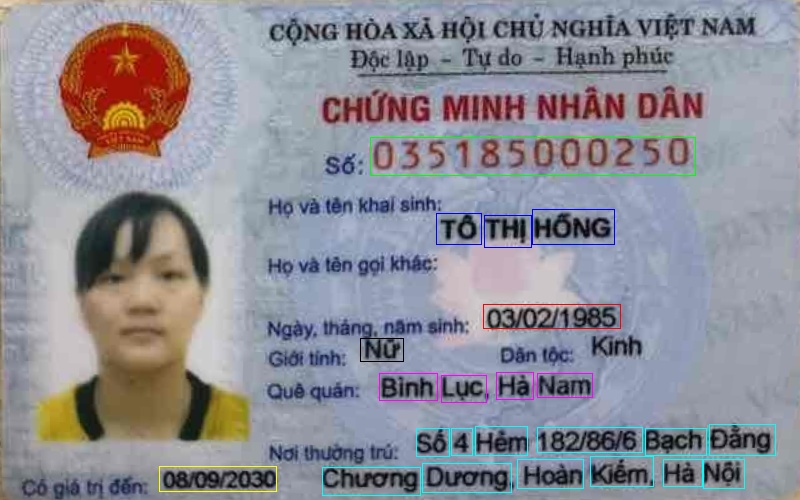 CỘNG HÒA XÃ HỘI CHỦ NGHĨA VIỆT NAM
Độc lập - Tự do - Hạnh phúc
CHỨNG MINH NHÂN DÂN
Số: 035185000250
Họ và tên khai sinh:
TÔ THỊ HỒNG
Họ và tên gọi khác:
Ngày, tháng, năm sinh: 03/02/1985
Giới tính: Nữ Dân tộc: Kinh
Quê quán: Bình Lục, Hà Nam
Nơi thường trú: Số 4 Hẻm 182/86/6 Bạch Đằng
Có giá trị đến: 08/09/2030 Chương Dương, Hoàn Kiếm, Hà Nội